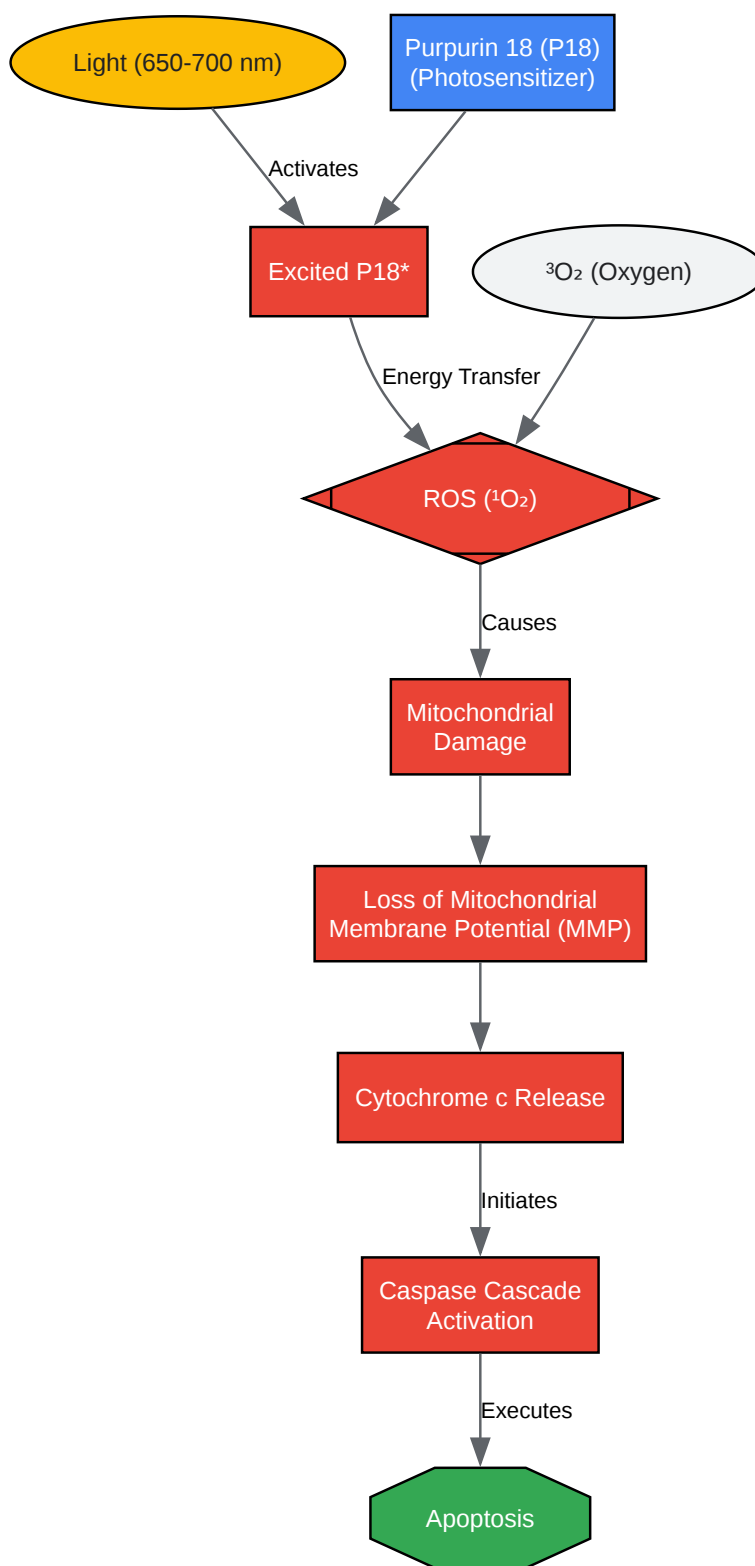 Light (650-700 nm)
Purpurin 18 (P18)
(Photosensitizer)
Activates
Excited P18*
³O₂ (Oxygen)
Energy Transfer
ROS (¹O₂)
Causes
Mitochondrial
Damage
Loss of Mitochondrial
Membrane Potential (MMP)
Cytochrome c Release
Initiates
Caspase Cascade
Activation
Executes
Apoptosis